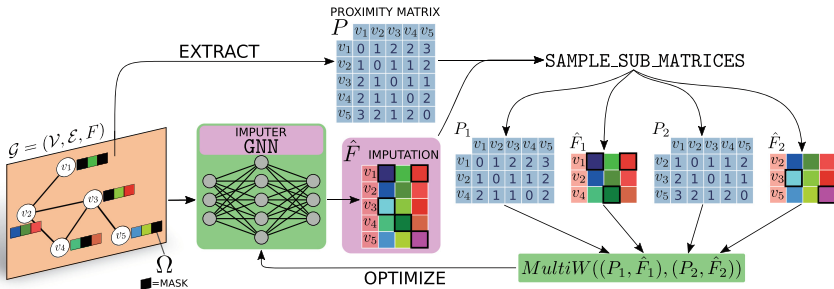 PROXIMITY MATRIX
P v₁ v₂ v₃ v₄ v₅
v₁ 0 1 2 2 3
v₂ 1 0 1 1 2
v₃ 2 1 0 1 1
v₄ 2 1 1 0 2
v₅ 3 2 1 2 0
EXTRACT
SAMPLE_SUB_MATRICES
𝒢 = (𝒱, ℰ, F)
v₁
v₂
v₃
v₄
v₅
Ω
=MASK
IMPUTER
GNN
F̂ IMPUTATION
v₁
v₂
v₃
v₄
v₅
P₁
v₁ v₂ v₃ v₄ v₅
v₁ 0 1 2 2 3
v₂ 1 0 1 1 2
v₄ 2 1 1 0 2
F̂₁
v₁
v₂
v₄
P₂
v₁ v₂ v₃ v₄ v₅
v₂ 1 0 1 1 2
v₃ 2 1 0 1 1
v₅ 3 2 1 2 0
F̂₂
v₂
v₃
v₅
OPTIMIZE
MultiW((P₁, F̂₁), (P₂, F̂₂))